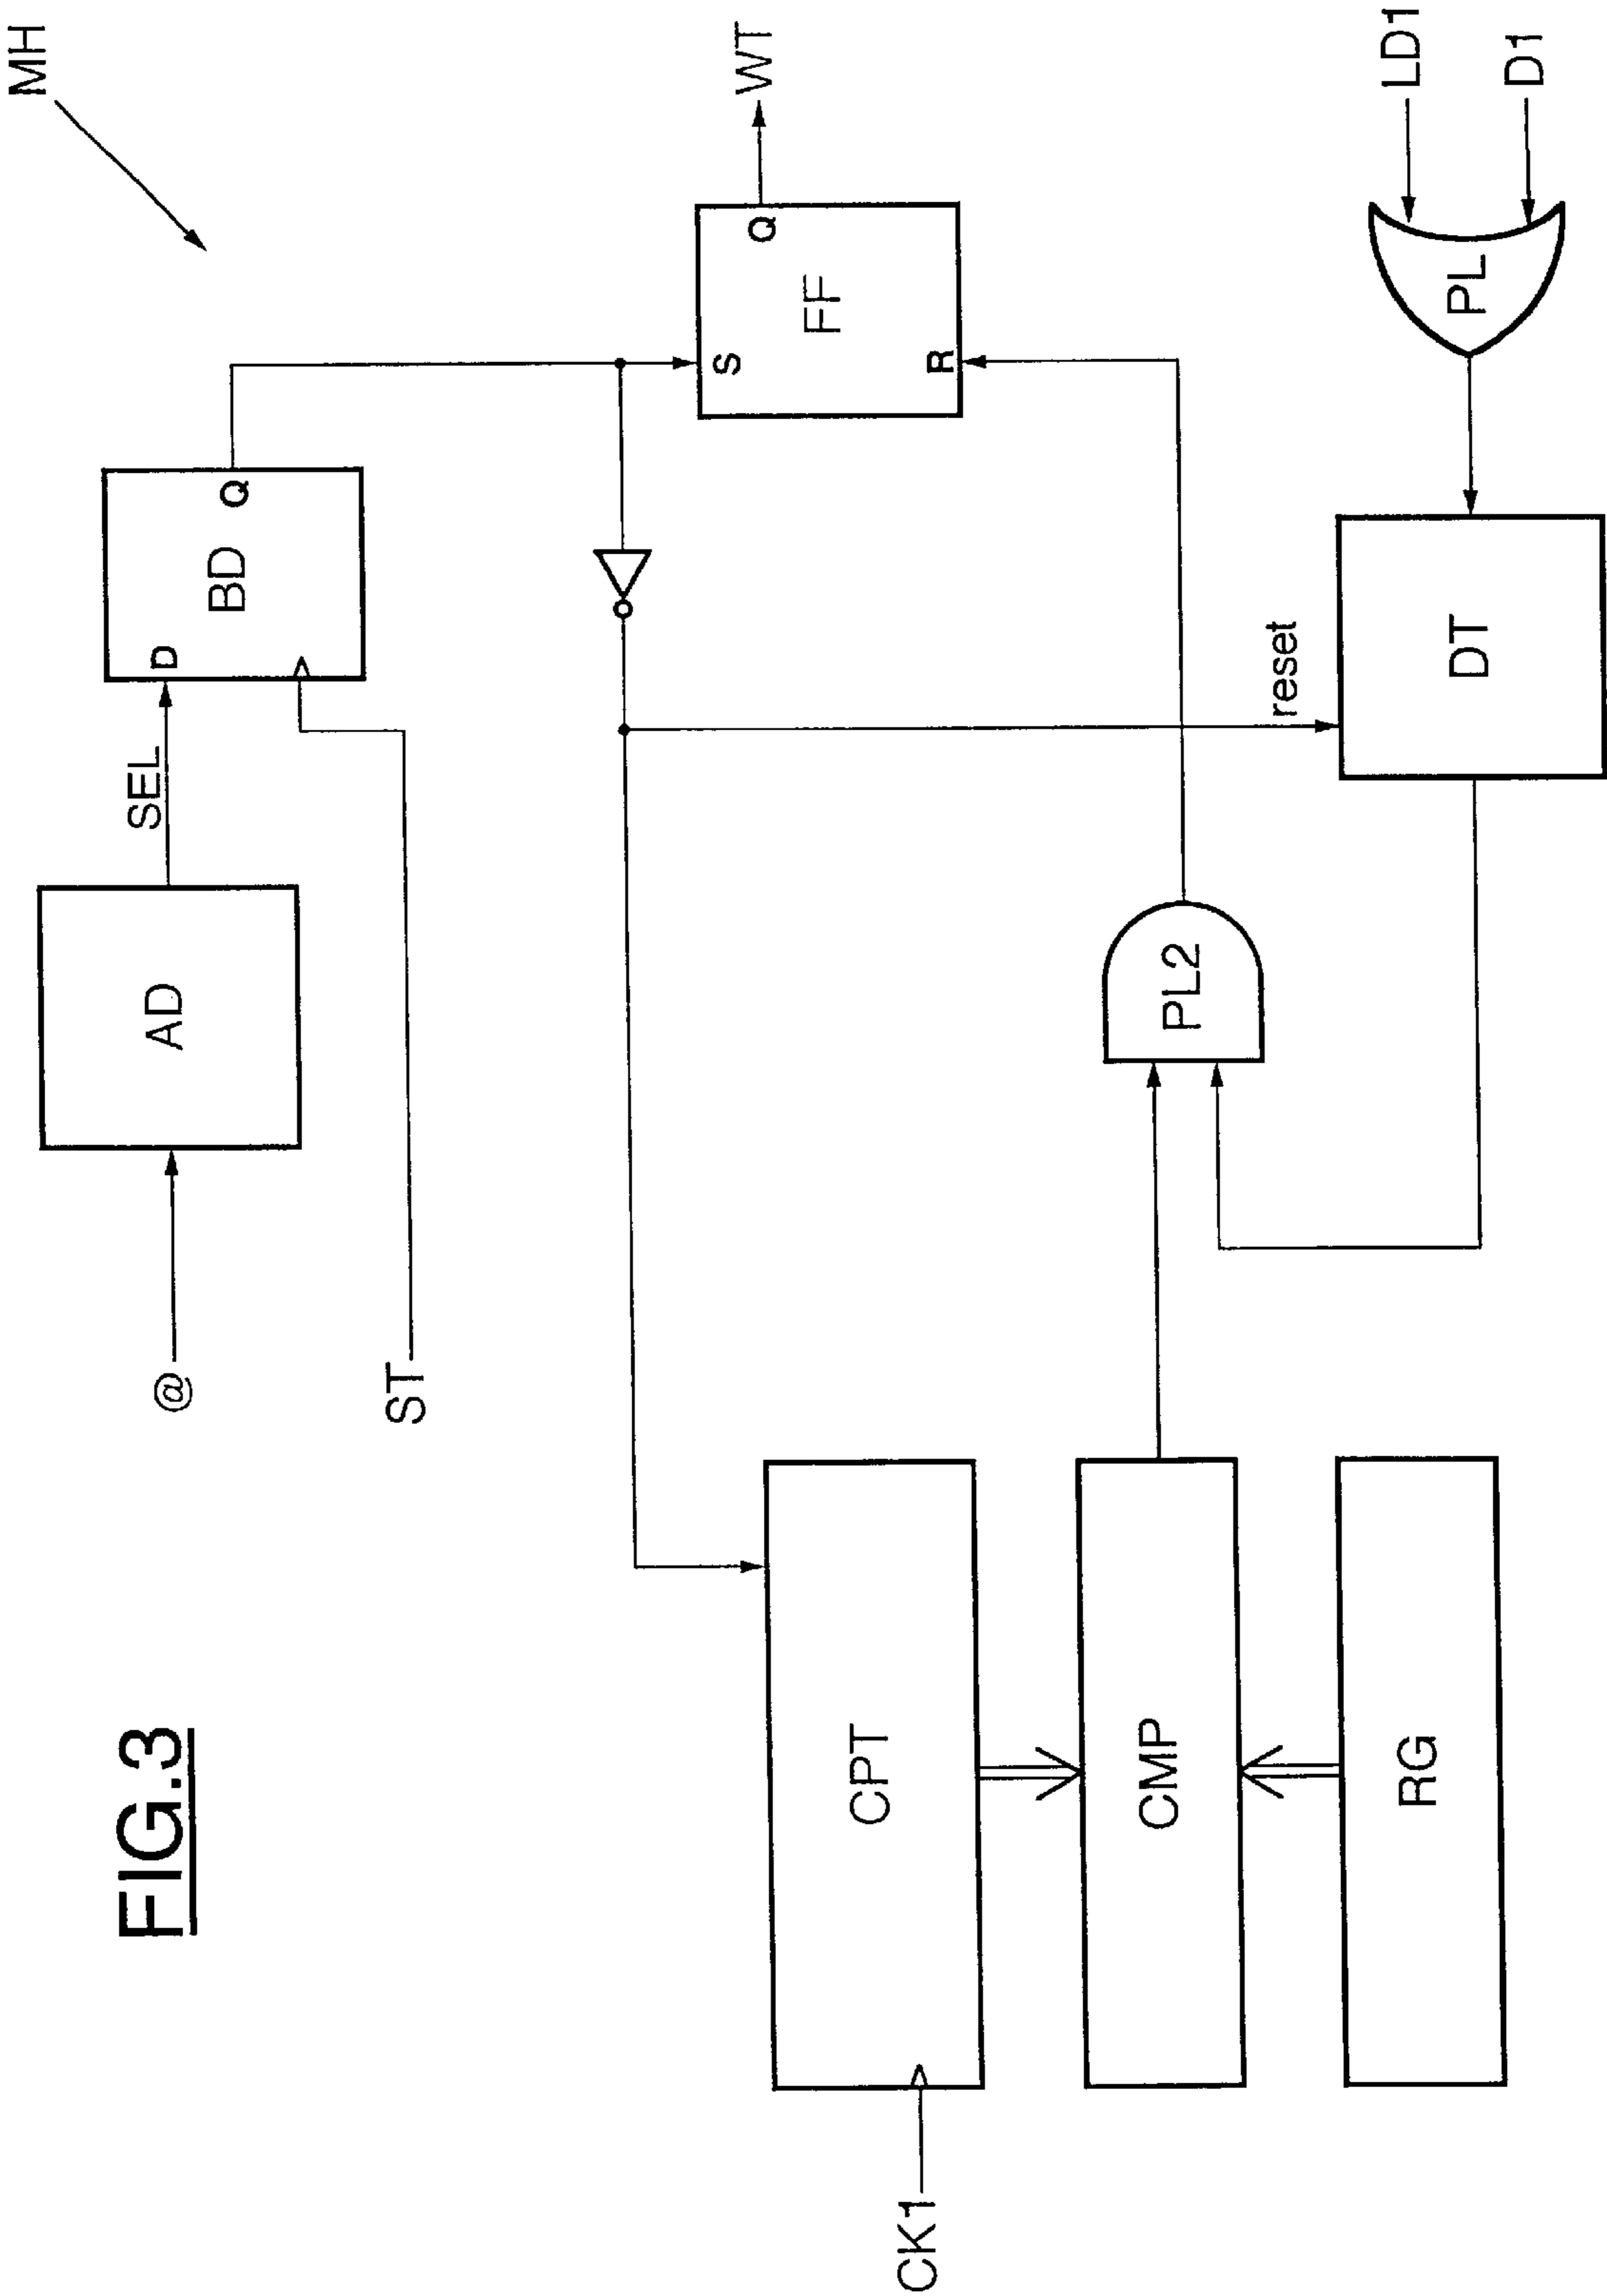 FIG.3
MH
@
AD
SEL
D
BD
Q
ST
S
FF
Q
WT
R
CK1
CPT
CMP
RG
PL2
reset
DT
PL
LD1
D1